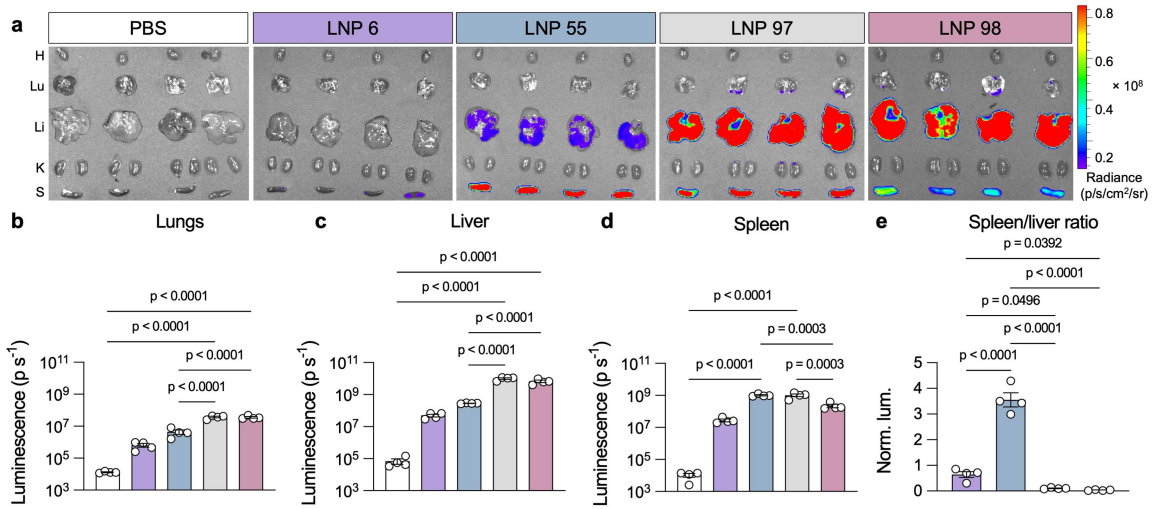 a
PBS
LNP 6
LNP 55
LNP 97
LNP 98
H
Lu
Li
K
S
0.8
0.6
× 10⁸
0.4
0.2
Radiance
(p/s/cm²/sr)
b
Lungs
p < 0.0001
p < 0.0001
p < 0.0001
p < 0.0001
Luminescence (p s⁻¹)
10¹¹
10⁹
10⁷
10⁵
10³
c
Liver
p < 0.0001
p < 0.0001
p < 0.0001
p < 0.0001
Luminescence (p s⁻¹)
10¹¹
10⁹
10⁷
10⁵
10³
d
Spleen
p < 0.0001
p = 0.0003
p < 0.0001
p = 0.0003
Luminescence (p s⁻¹)
10¹¹
10⁹
10⁷
10⁵
10³
e
Spleen/liver ratio
p = 0.0392
p < 0.0001
p = 0.0496
p < 0.0001
p < 0.0001
Norm. lum.
5
4
3
2
1
0